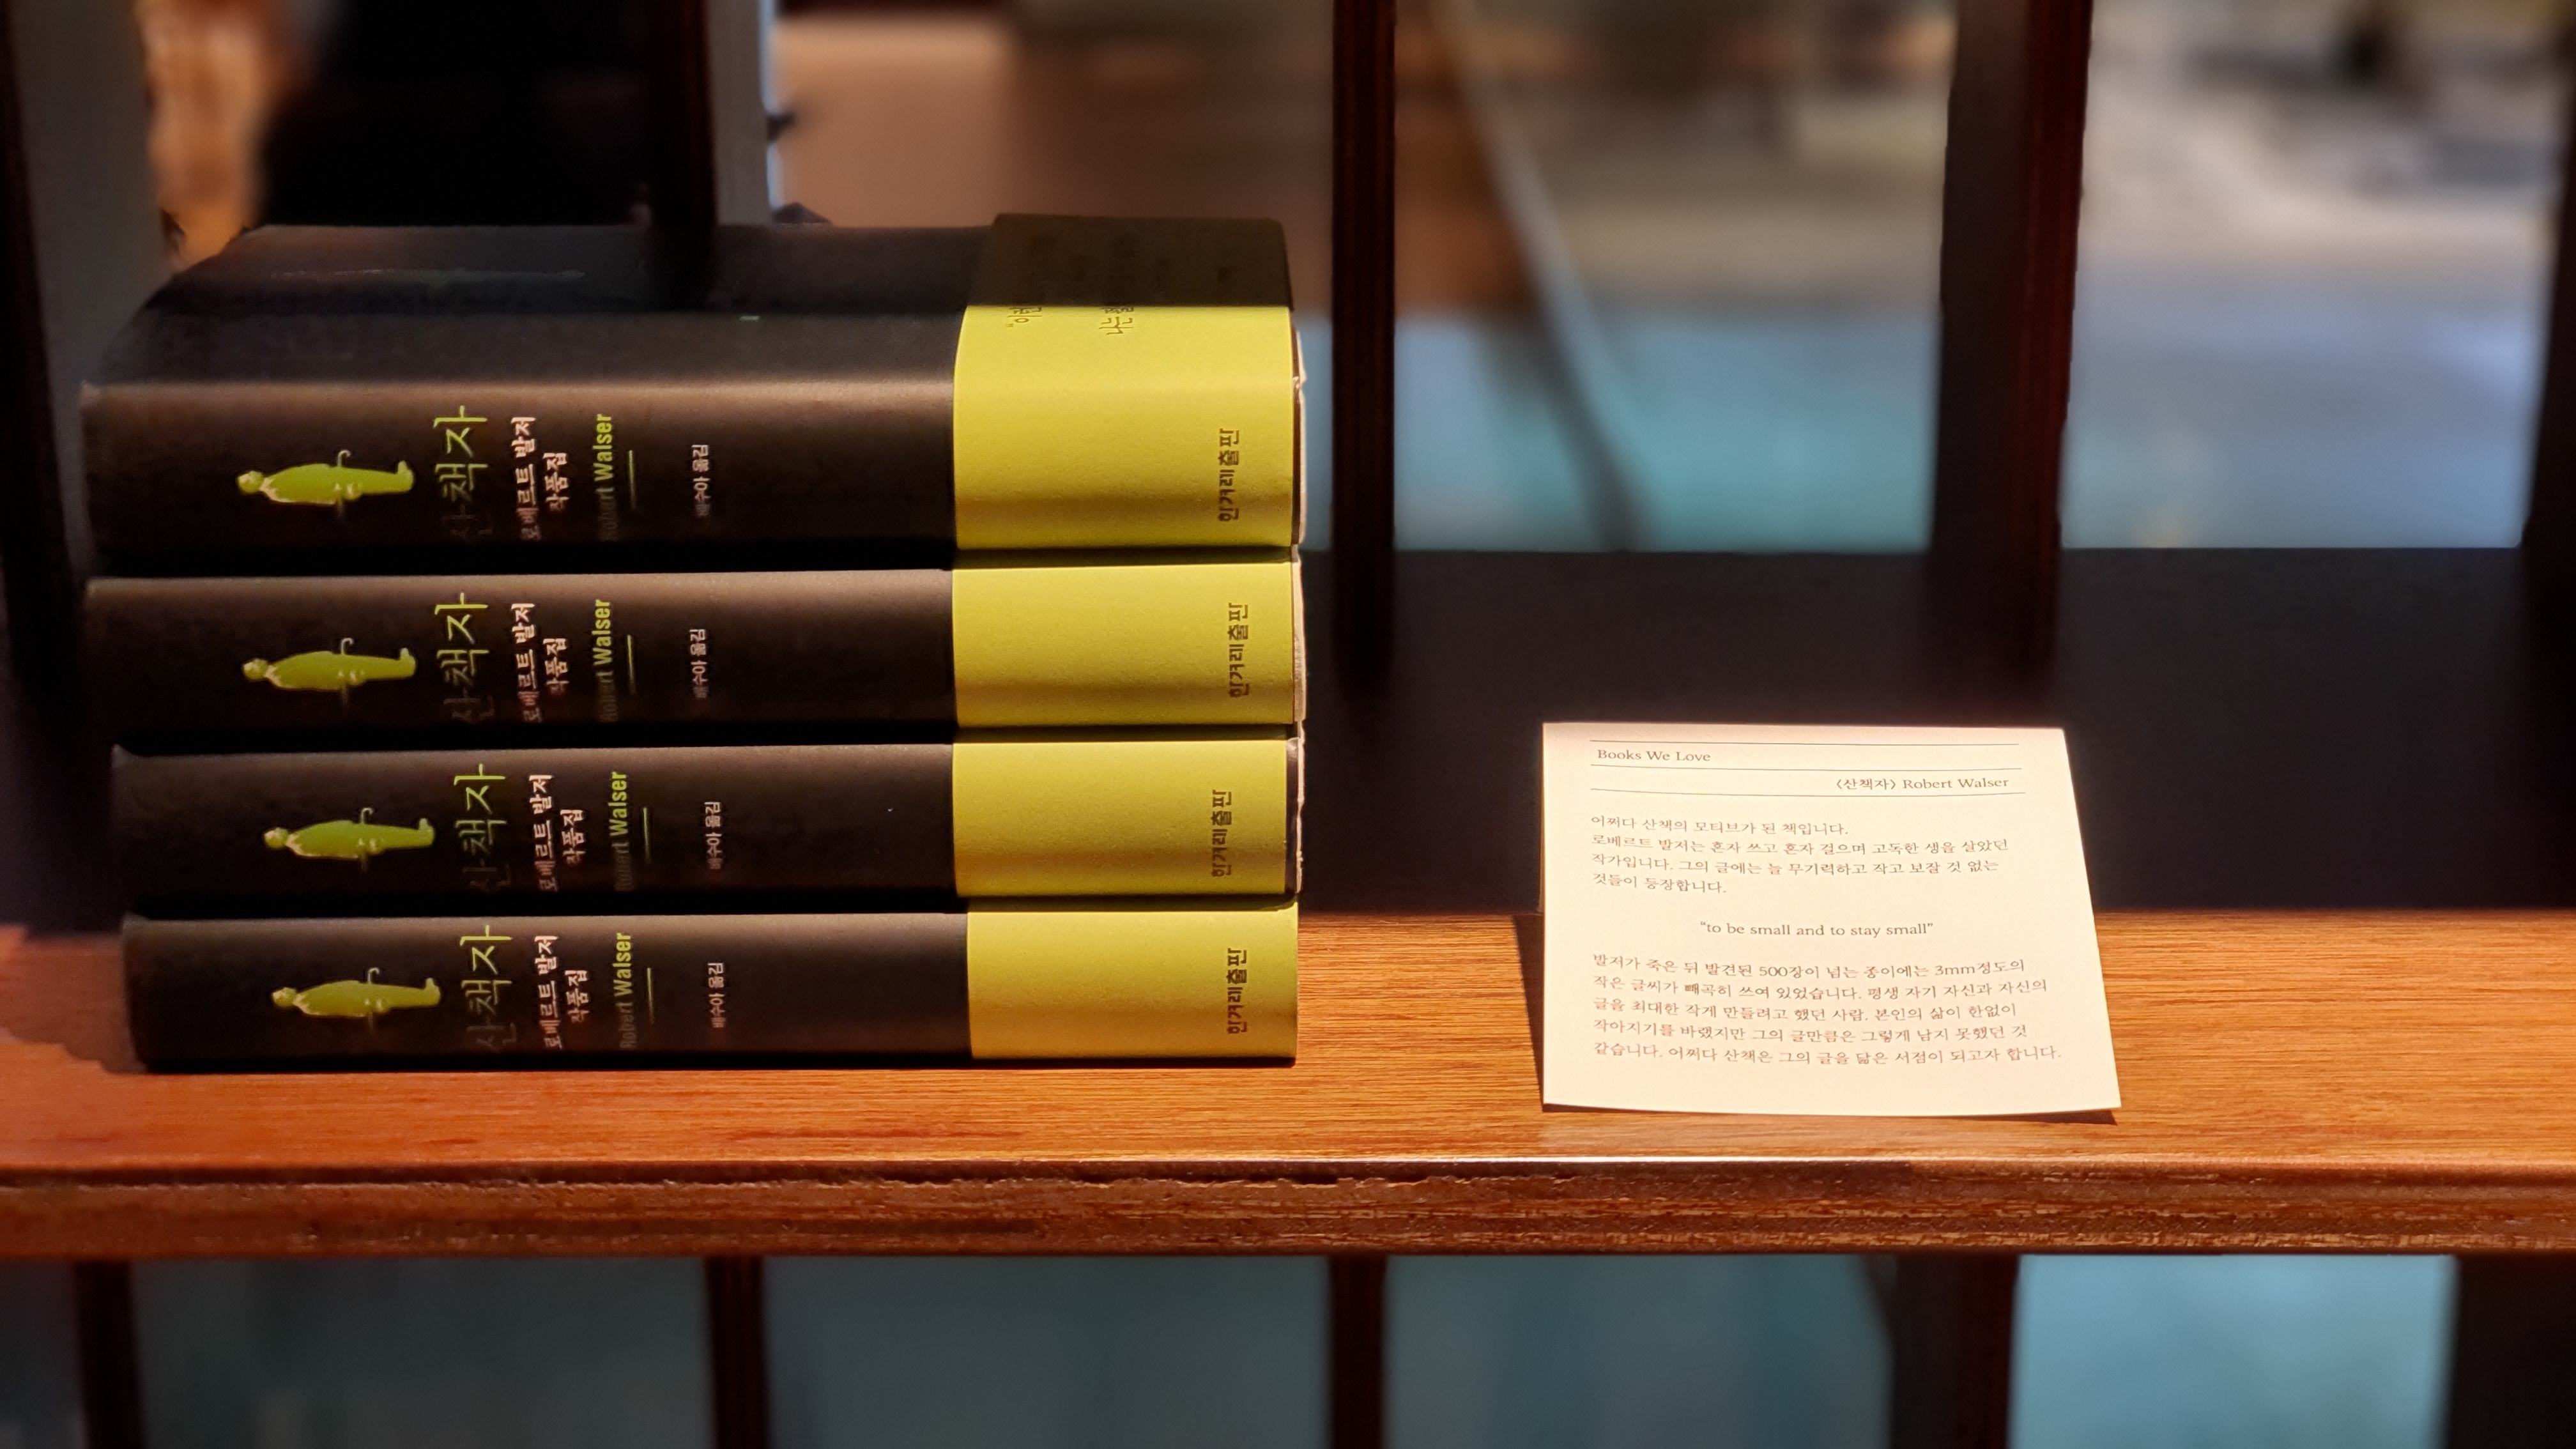 산책자
로베르트 발저
작품집
Robert Walser
배수아 옮김
한겨레출판
산책자
로베르트 발저
작품집
Robert Walser
배수아 옮김
한겨레출판
산책자
로베르트 발저
작품집
Robert Walser
배수아 옮김
한겨레출판
산책자
로베르트 발저
작품집
Robert Walser
배수아 옮김
한겨레출판
Books We Love
〈산책자〉 Robert Walser
어쩌다 산책의 모티브가 된 책입니다.
로베르트 발저는 혼자 쓰고 혼자 걸으며 고독한 생을 살았던
작가입니다. 그의 글에는 늘 무기력하고 작고 보잘 것 없는
것들이 등장합니다.
“to be small and to stay small”
발저가 죽은 뒤 발견된 500장이 넘는 종이에는 3mm정도의
작은 글씨가 빼곡히 쓰여 있었습니다. 평생 자기 자신과 자신의
글을 최대한 작게 만들려고 했던 사람. 본인의 삶이 한없이
작아지기를 바랬지만 그의 글만큼은 그렇게 남지 못했던 것
같습니다. 어쩌다 산책은 그의 글을 닮은 서점이 되고자 합니다.